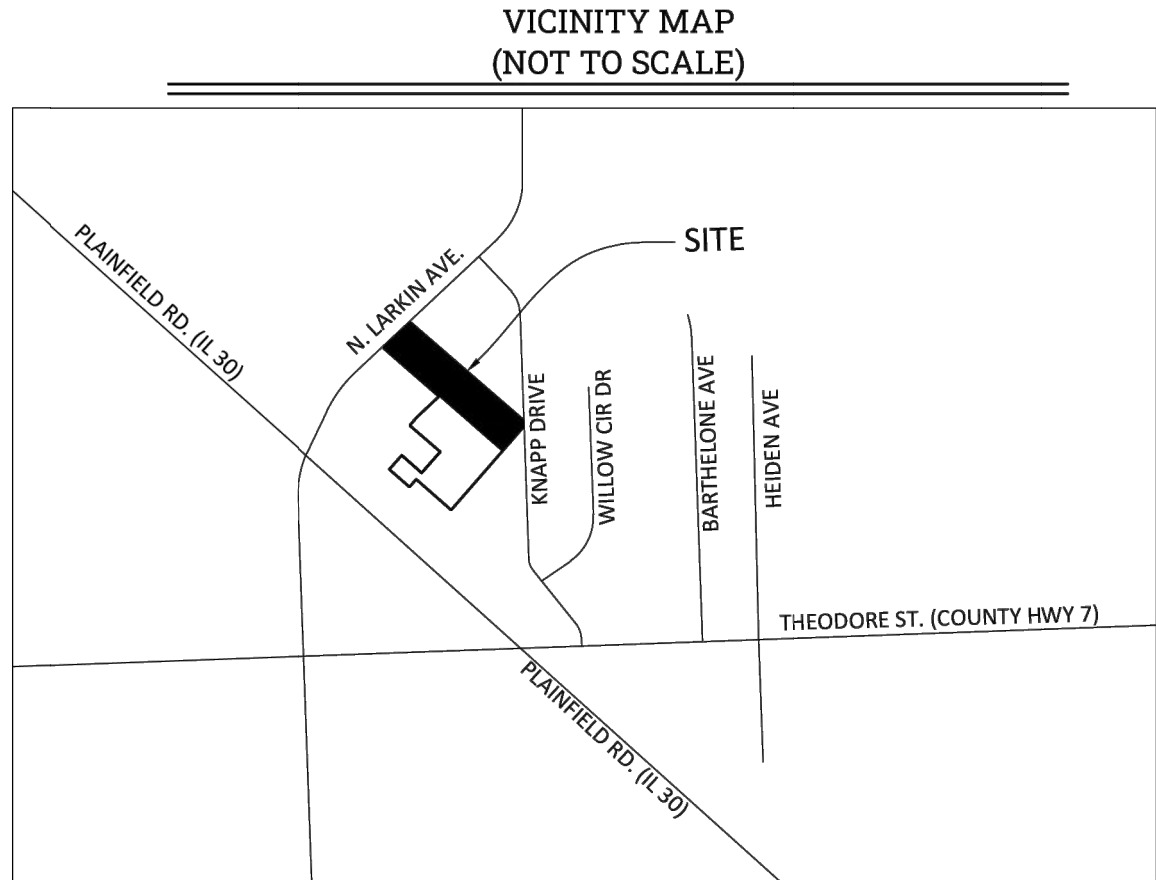 VICINITY MAP
(NOT TO SCALE)
SITE
N. LARKIN AVE.
PLAINFIELD RD. (IL 30)
KNAPP DRIVE
WILLOW CIR DR
BARTHELONE AVE
HEIDEN AVE
THEODORE ST. (COUNTY HWY 7)
PLAINFIELD RD. (IL 30)